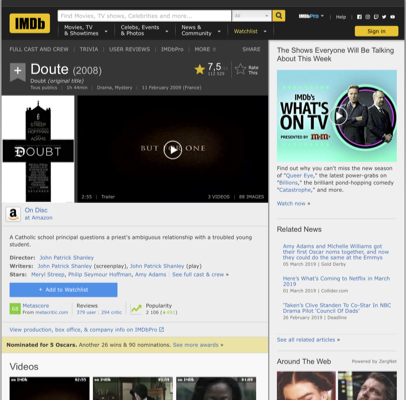 IMDb
Find Movies, TV shows, Celebrities and more...
All
IMDbPro
Help
Movies, TV & Showtimes
Celebs, Events & Photos
News & Community
Watchlist
Sign in
FULL CAST AND CREW | TRIVIA | USER REVIEWS | IMDbPro | MORE
SHARE
Doute (2008)
Doubt (original title)
Tous publics | 1h 44min | Drama, Mystery | 11 February 2009 (France)
7,5
Rate This
DOUBT
BUT ONE
2:55 | Trailer
3 VIDEOS | 88 IMAGES
On Disc
at Amazon
A Catholic school principal questions a priest's ambiguous relationship with a troubled young student.
Director: John Patrick Shanley
Writers: John Patrick Shanley (screenplay), John Patrick Shanley (play)
Stars: Meryl Streep, Philip Seymour Hoffman, Amy Adams | See full cast & crew »
+ Add to Watchlist
Metascore
From metacritic.com
Reviews
379 user | 294 critic
Popularity
2 106
View production, box office, & company info on IMDbPro
Nominated for 5 Oscars. Another 26 wins & 90 nominations. See more awards »
Videos
The Shows Everyone Will Be Talking About This Week
IMDb's
WHAT'S
ON TV
PRESENTED BY
Find out why you can't miss the new season of "Queer Eye," the latest power-grabs on "Billions," the brilliant pond-hopping comedy "Catastrophe," and more.
Watch now »
Related News
Amy Adams and Michelle Williams got their first Oscar noms together, and now they could do the same at the Emmys
05 March 2019 | Gold Derby
Here's What's Coming to Netflix in March 2019
01 March 2019 | Collider.com
'Taken's Clive Standen To Co-Star In NBC Drama Pilot 'Council Of Dads'
26 February 2019 | Deadline
See all related articles »
Around The Web
Powered by ZergNet